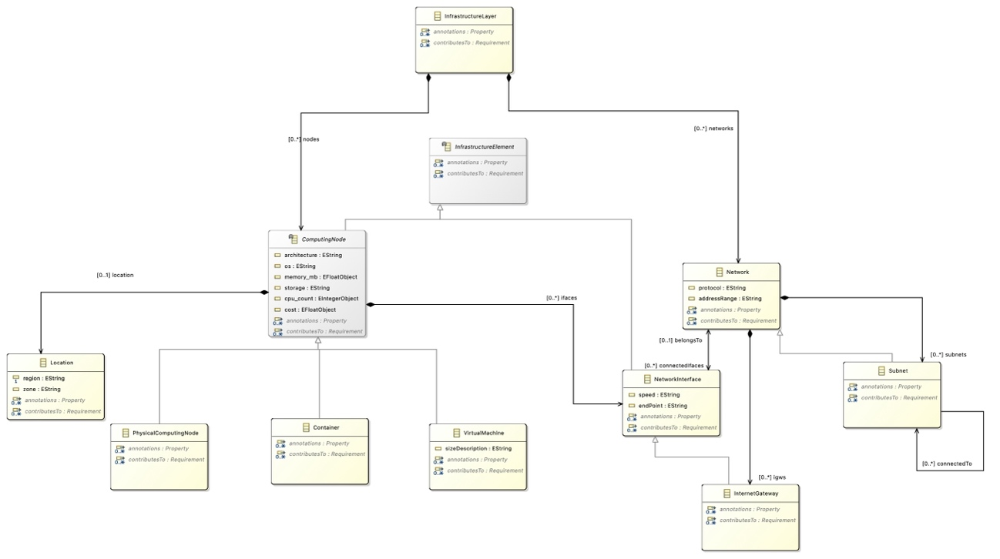 InfrastructureLayer
annotations : Property
contributesTo : Requirement
[0..*] nodes
[0..*] networks
InfrastructureElement
annotations : Property
contributesTo : Requirement
ComputingNode
architecture : EString
os : EString
memory_mb : EFloatObject
storage : EString
cpu_count : EIntegerObject
cost : EFloatObject
annotations : Property
contributesTo : Requirement
[0..1] location
[0..*] ifaces
Network
protocol : EString
addressRange : EString
annotations : Property
contributesTo : Requirement
[0..1] belongsTo
[0..*] connectedifaces
[0..*] subnets
Location
region : EString
zone : EString
annotations : Property
contributesTo : Requirement
NetworkInterface
speed : EString
endPoint : EString
annotations : Property
contributesTo : Requirement
Subnet
annotations : Property
contributesTo : Requirement
[0..*] connectedTo
PhysicalComputingNode
annotations : Property
contributesTo : Requirement
Container
annotations : Property
contributesTo : Requirement
VirtualMachine
sizeDescription : EString
annotations : Property
contributesTo : Requirement
[0..*] igws
InternetGateway
annotations : Property
contributesTo : Requirement